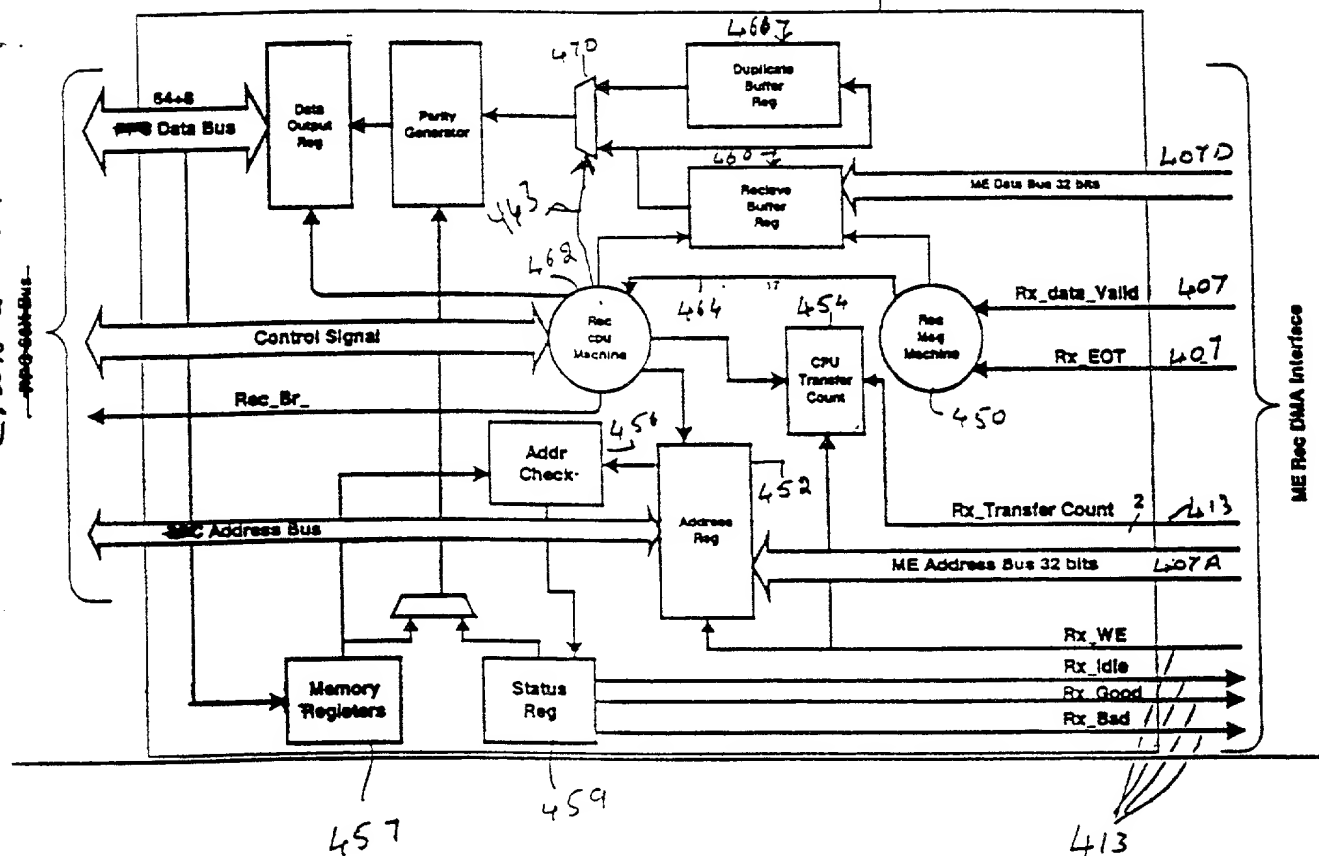 466
470
Duplicate
Buffer
Reg
64+8
Data Bus
Data
Output
Reg
Parity
Generator
460
407D
ME Data Bus 32 bits
Recieve
Buffer
Reg
443
462
464
454
Rx_data_Valid 407
Control Signal
Rec
cpu
Machine
CPU
Transfer
Count
Rec
Msg
Machine
Rx_EOT 407
Rec_Br_
450
Addr
Check
456
452
Rx_Transfer Count 2 413
Address Bus
Address
Reg
ME Address Bus 32 bits 407A
Rx_WE
Rx_Idle
Rx_Good
Rx_Bad
Memory
Registers
Status
Reg
ME Rec DMA Interface
457
459
413